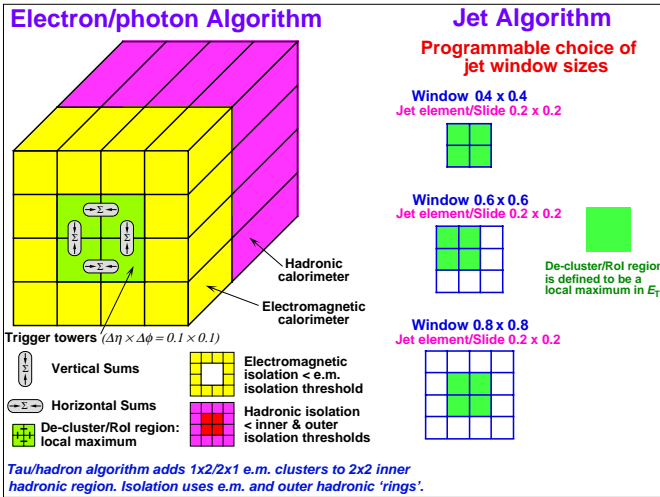 Electron/photon Algorithm
Σ
Σ
Σ
Σ
Hadronic
calorimeter
Electromagnetic
calorimeter
Trigger towers (Δη × Δϕ = 0.1 × 0.1)
Σ
Vertical Sums
Σ
Horizontal Sums
De-cluster/RoI region:
local maximum
Electromagnetic
isolation < e.m.
isolation threshold
Hadronic isolation
< inner & outer
isolation thresholds
Tau/hadron algorithm adds 1x2/2x1 e.m. clusters to 2x2 inner
hadronic region. Isolation uses e.m. and outer hadronic ‘rings’.
Jet Algorithm
Programmable choice of
jet window sizes
Window 0.4 x 0.4
Jet element/Slide 0.2 x 0.2
Window 0.6 x 0.6
Jet element/Slide 0.2 x 0.2
De-cluster/RoI region
is defined to be a
local maximum in ET
Window 0.8 x 0.8
Jet element/Slide 0.2 x 0.2